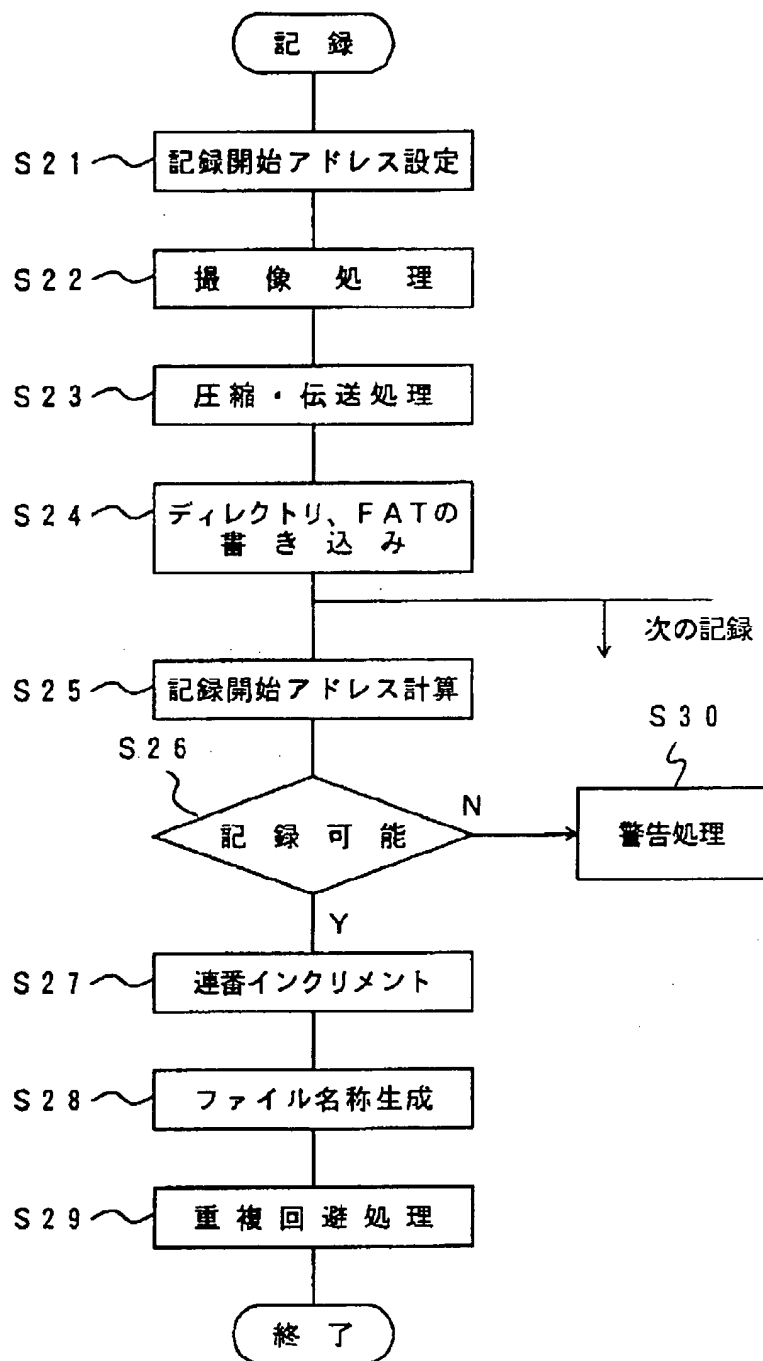 記録
S21 記録開始アドレス設定
S22 撮像処理
S23 圧縮・伝送処理
S24 ディレクトリ、FATの
書き込み
次の記録
S25 記録開始アドレス計算
S26
S30
記録可能
N
警告処理
Y
S27 連番インクリメント
S28 ファイル名称生成
S29 重複回避処理
終了